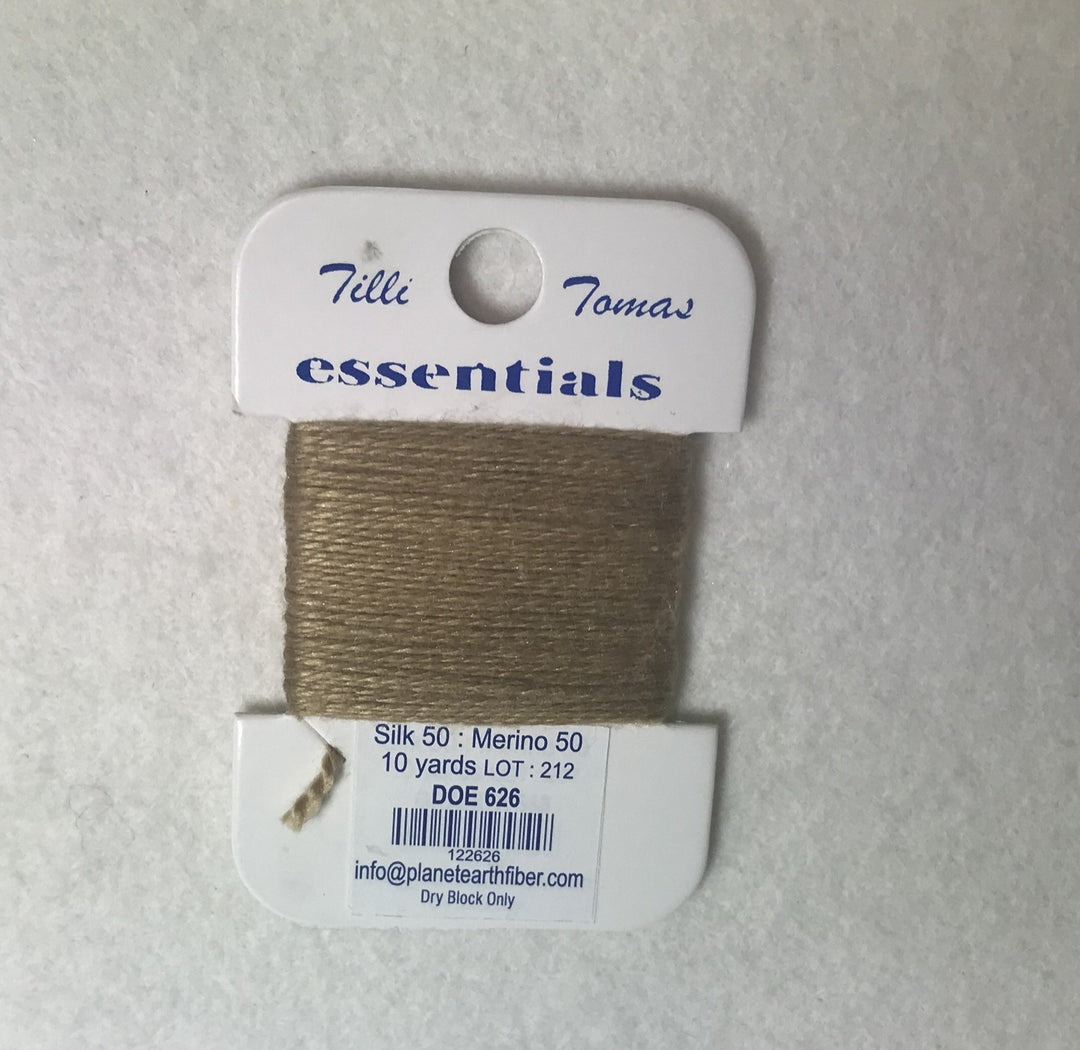 Tilli Tomas
essentials
Silk 50 : Merino 50
10 yards LOT : 212
DOE 626
122626
info@planetearthfiber.com
Dry Block Only